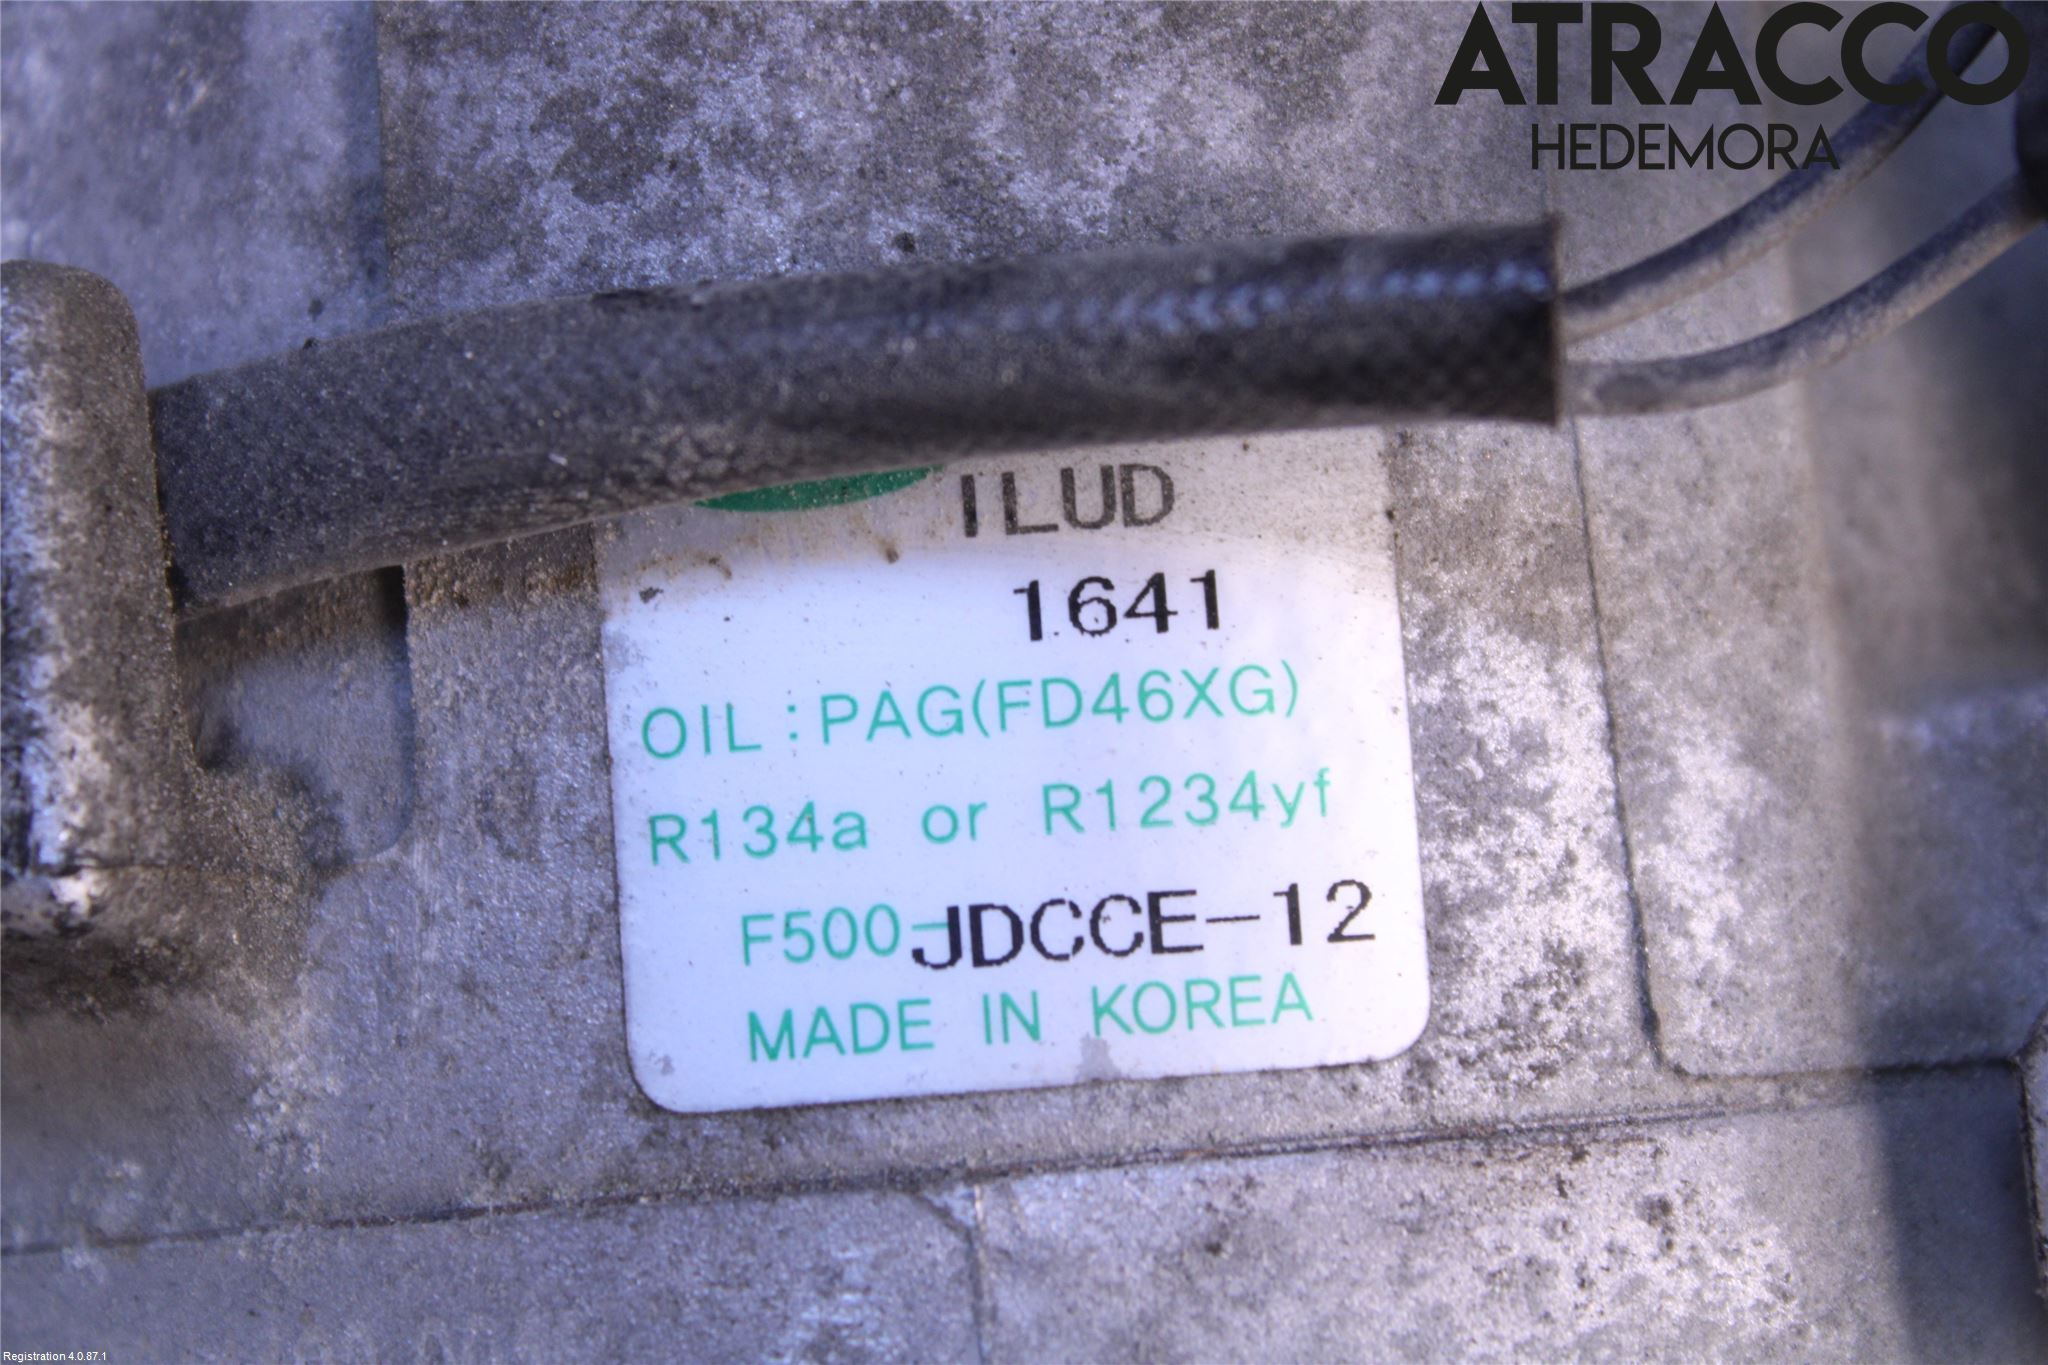 ATRACCO
HEDEMORA
1641
OIL : PAG(FD46XG)
R134a or R1234yf
F500-JDCCE-12
MADE IN KOREA
Registration 4.0.87.1